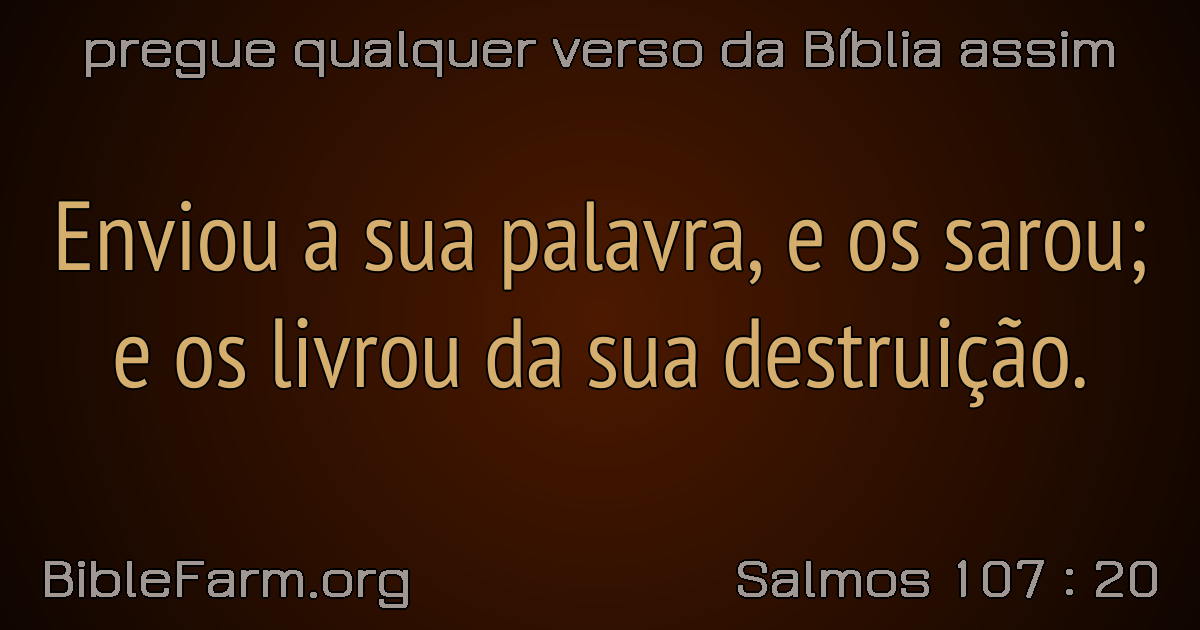 pregue qualquer verso da Bíblia assim
Enviou a sua palavra, e os sarou;
e os livrou da sua destruição.
BibleFarm.org
Salmos 107 : 20